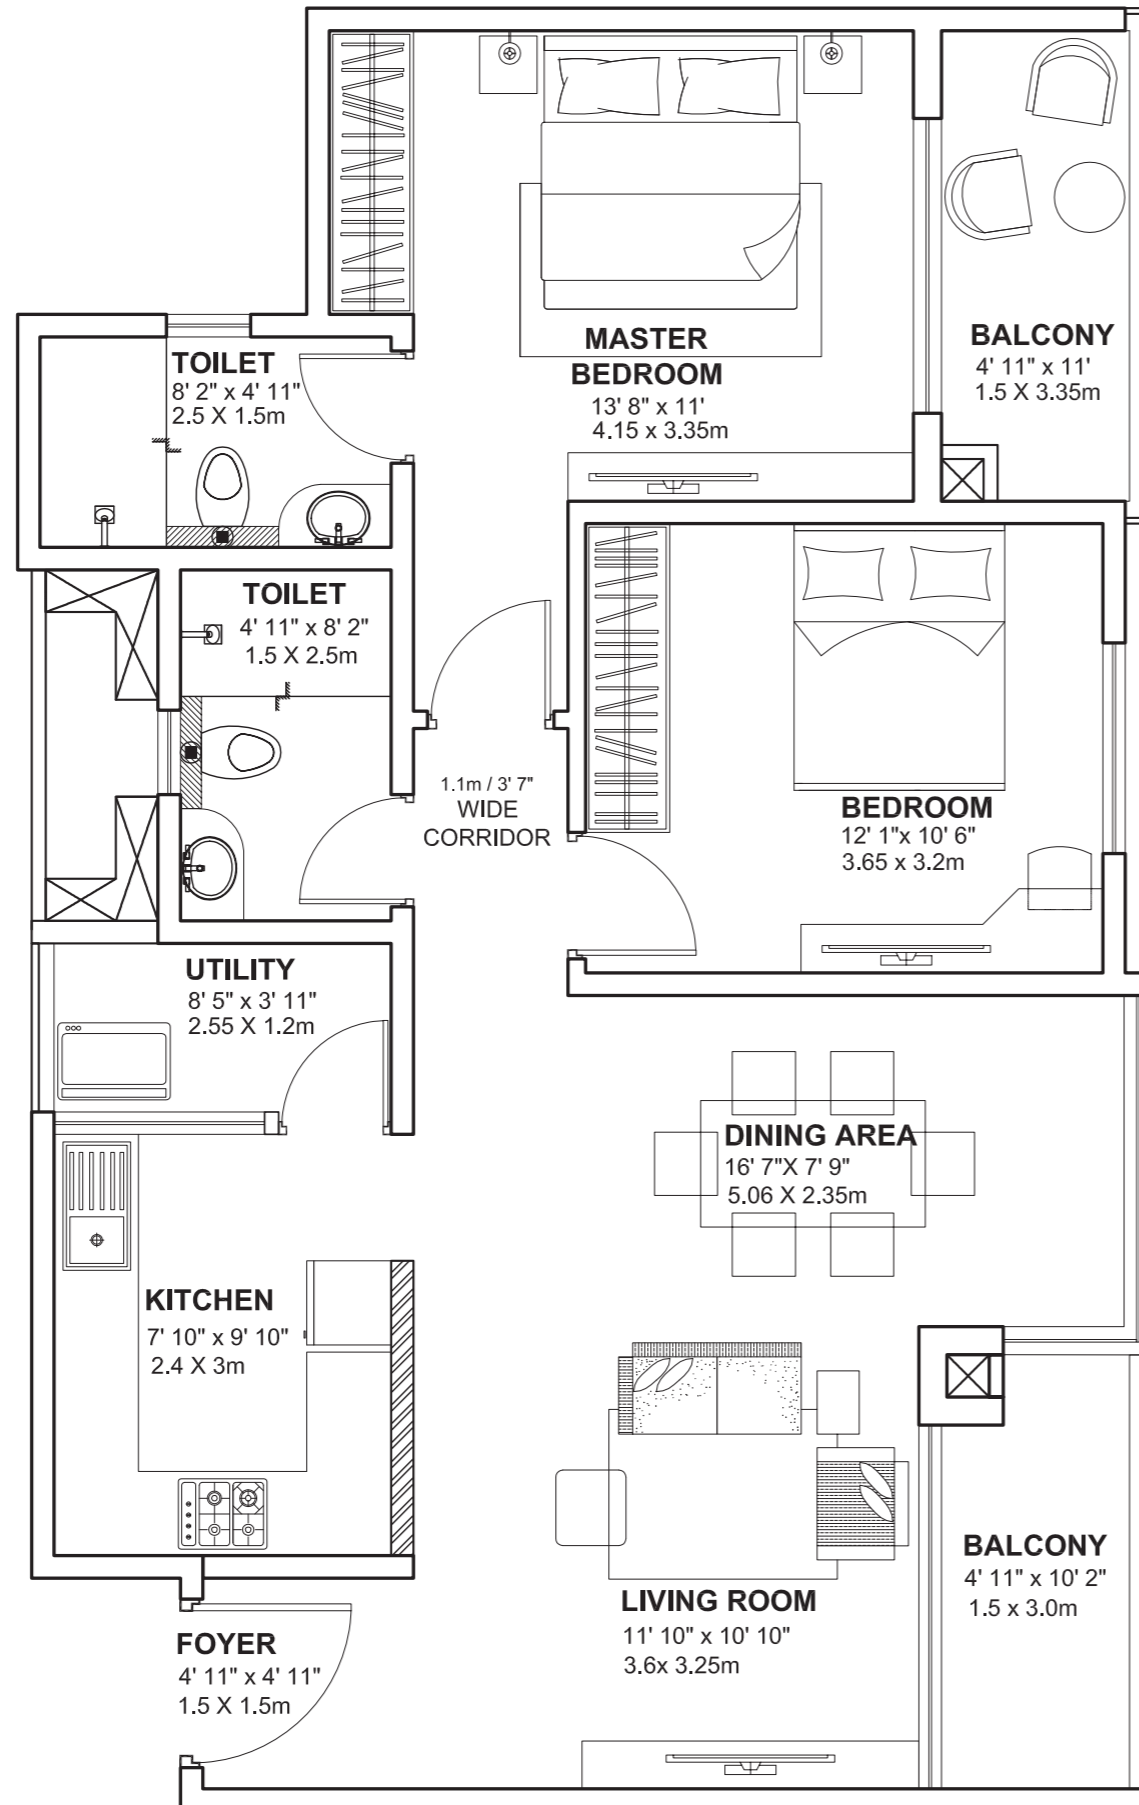 MASTER
BEDROOM
13' 8" x 11'
4.15 x 3.35m
BALCONY
4' 11" x 11'
1.5 X 3.35m
TOILET
8' 2" x 4' 11"
2.5 X 1.5m
TOILET
4' 11" x 8' 2"
1.5 X 2.5m
1.1m / 3' 7"
WIDE
CORRIDOR
BEDROOM
12' 1"x 10' 6"
3.65 x 3.2m
UTILITY
8' 5" x 3' 11"
2.55 X 1.2m
DINING AREA
16' 7"X 7' 9"
5.06 X 2.35m
KITCHEN
7' 10" x 9' 10"
2.4 X 3m
BALCONY
4' 11" x 10' 2"
1.5 x 3.0m
LIVING ROOM
11' 10" x 10' 10"
3.6x 3.25m
FOYER
4' 11" x 4' 11"
1.5 X 1.5m